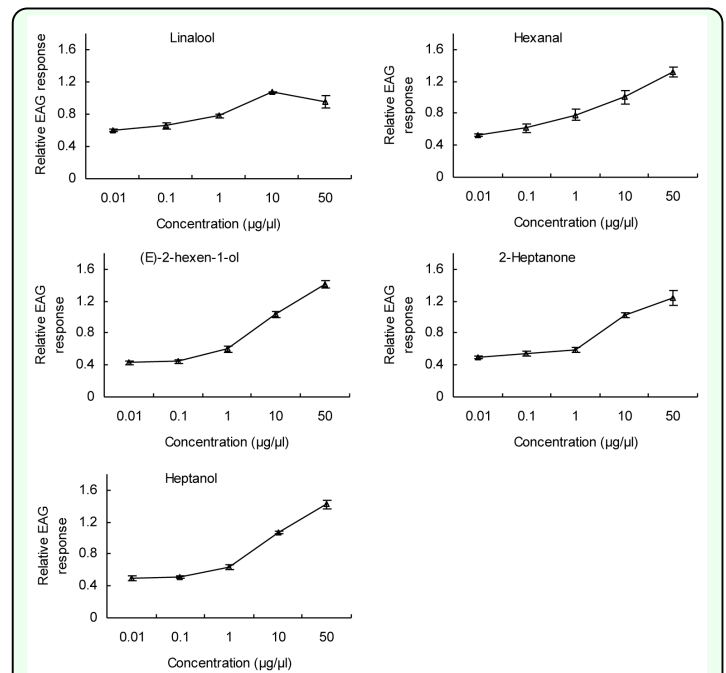 Linalool
Relative EAG response
1.6
1.2
0.8
0.4
0
0.01 0.1 1 10 50
Concentration (µg/µl)
Hexanal
Relative EAG
response
1.6
1.2
0.8
0.4
0
0.01 0.1 1 10 50
Concentration (µg/µl)
(E)-2-hexen-1-ol
Relative EAG
response
1.6
1.2
0.8
0.4
0
0.01 0.1 1 10 50
Concentration (µg/µl)
2-Heptanone
Relative EAG
response
1.6
1.2
0.8
0.4
0
0.01 0.1 1 10 50
Concentration (µg/µl)
Heptanol
Relative EAG
response
1.6
1.2
0.8
0.4
0
0.01 0.1 1 10 50
Concentration (µg/µl)